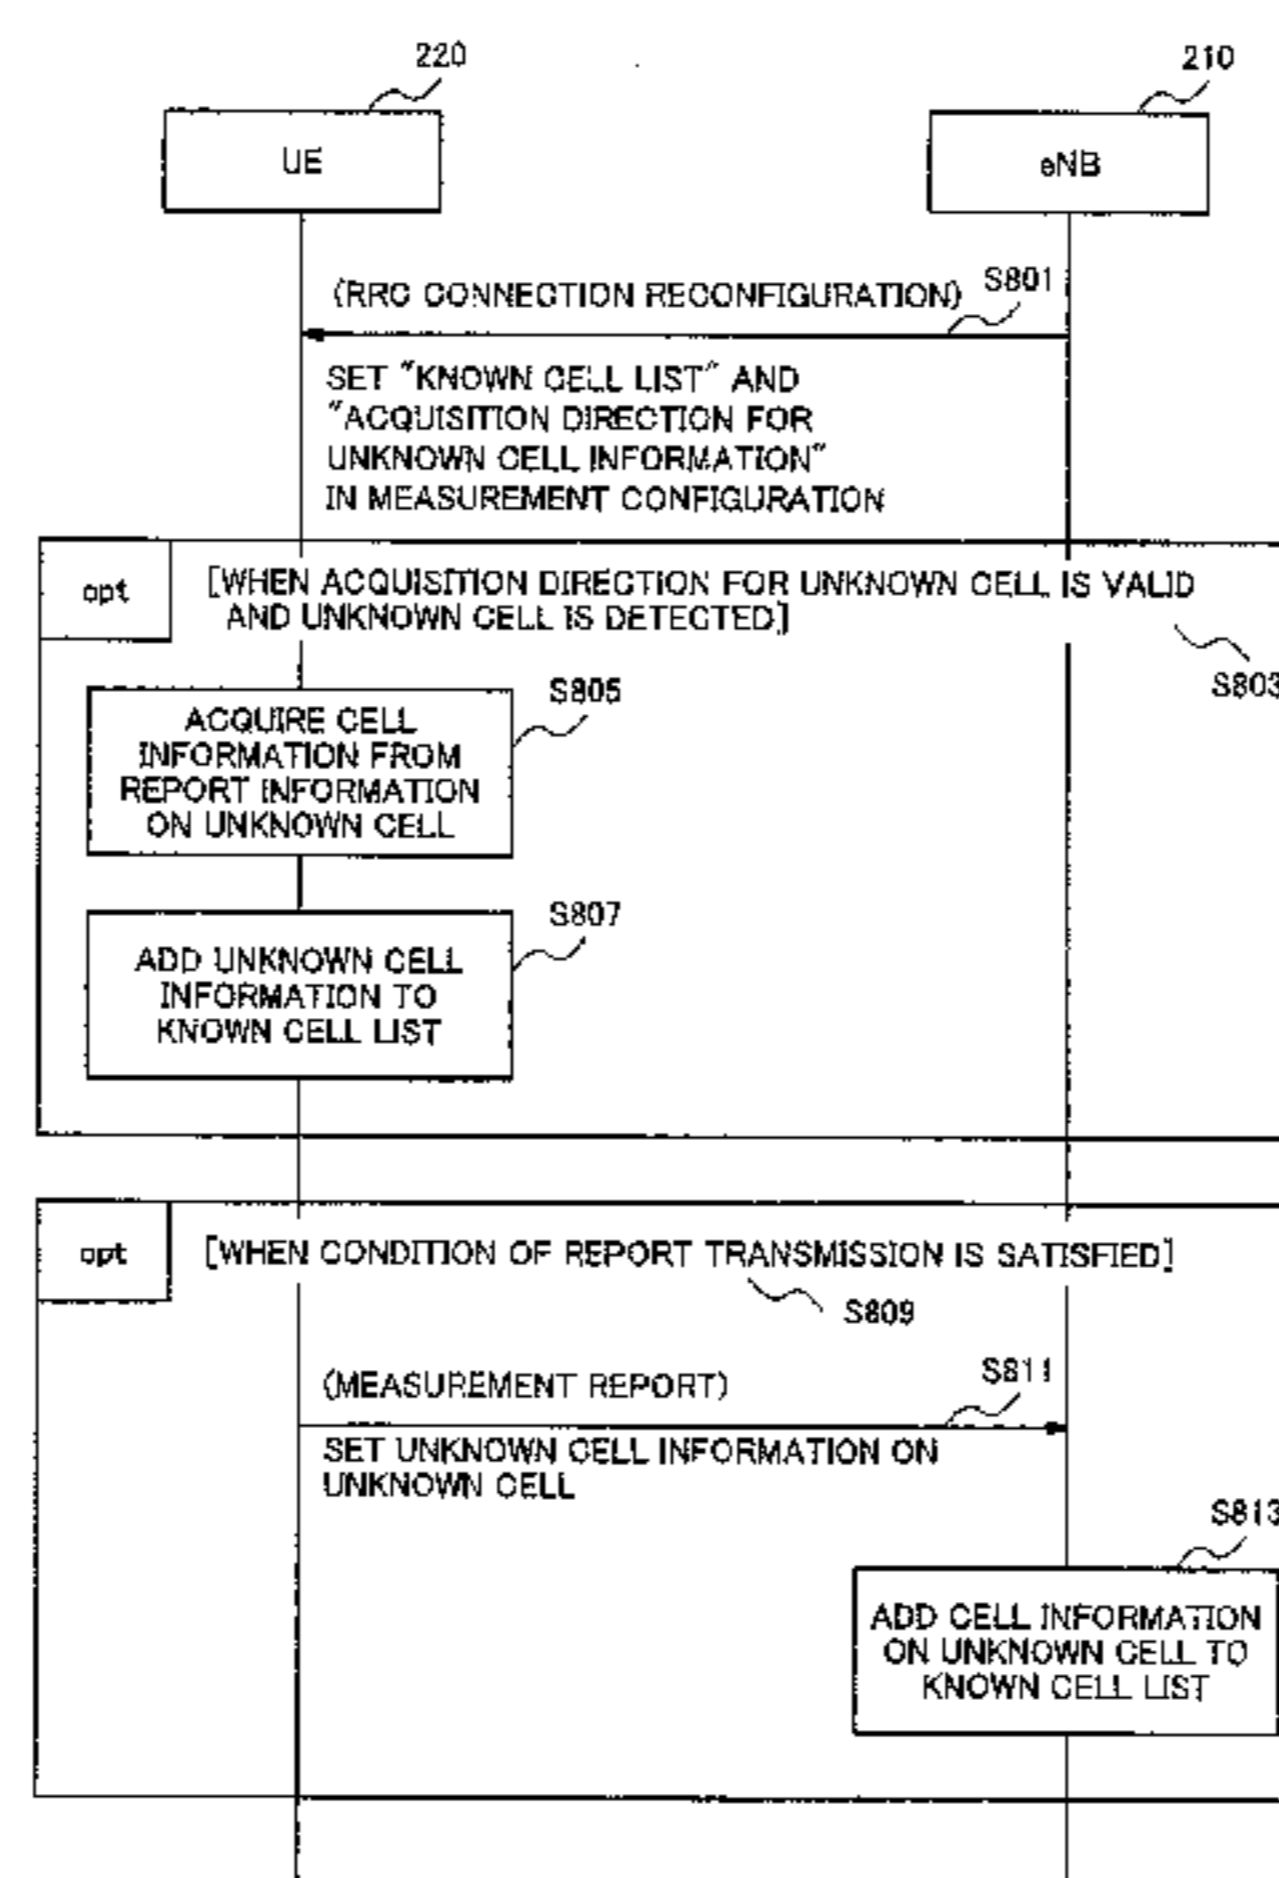 220
210
UE
eNB
(RRC CONNECTION RECONFIGURATION)
S801
SET "KNOWN CELL LIST" AND
"ACQUISITION DIRECTION FOR
UNKNOWN CELL INFORMATION"
IN MEASUREMENT CONFIGURATION
opt
[WHEN ACQUISITION DIRECTION FOR UNKNOWN CELL IS VALID
AND UNKNOWN CELL IS DETECTED]
S803
S805
ACQUIRE CELL
INFORMATION FROM
REPORT INFORMATION
ON UNKNOWN CELL
S807
ADD UNKNOWN CELL
INFORMATION TO
KNOWN CELL LIST
opt
[WHEN CONDITION OF REPORT TRANSMISSION IS SATISFIED]
S809
(MEASUREMENT REPORT)
S811
SET UNKNOWN CELL INFORMATION ON
UNKNOWN CELL
S813
ADD CELL INFORMATION
ON UNKNOWN CELL TO
KNOWN CELL LIST